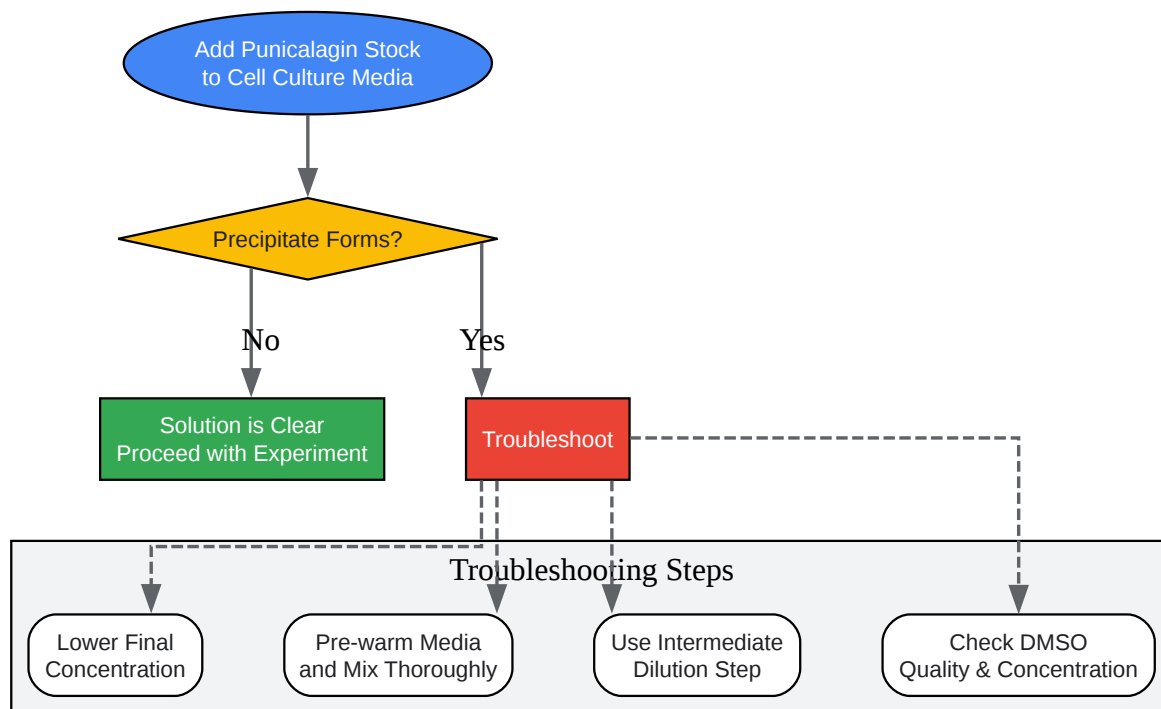 Add Punicalagin Stock
to Cell Culture Media
Precipitate Forms?
No
Yes
Solution is Clear
Proceed with Experiment
Troubleshoot
Troubleshooting Steps
Lower Final
Concentration
Pre-warm Media
and Mix Thoroughly
Use Intermediate
Dilution Step
Check DMSO
Quality & Concentration